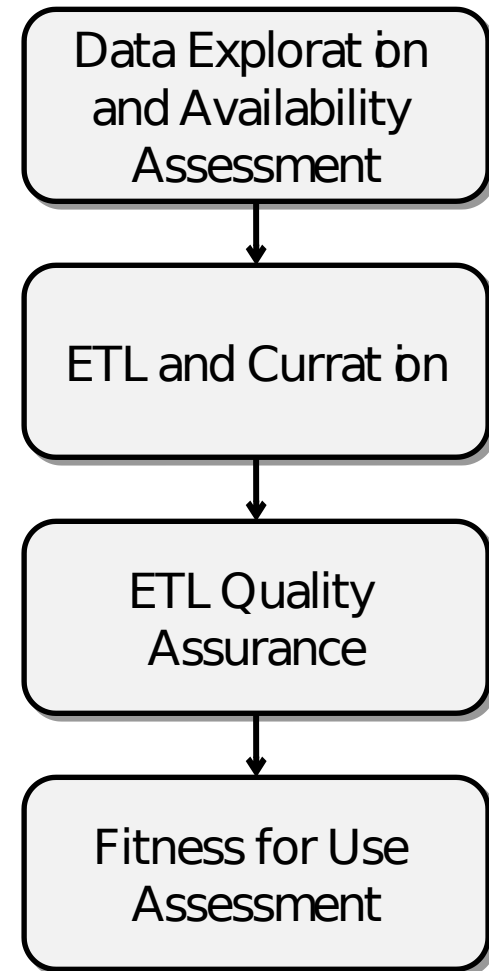 Data Exploration
and Availability
Assessment
ETL and Curration
ETL Quality
Assurance
Fitness for Use
Assessment